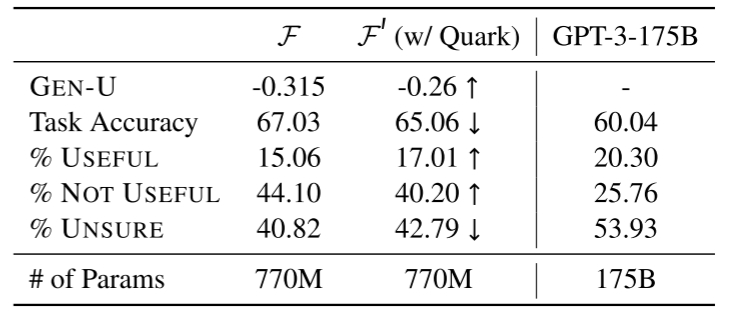 F F′ (w/ Quark) GPT-3-175B
GEN-U -0.315 -0.26 ↑ -
Task Accuracy 67.03 65.06 ↓ 60.04
% USEFUL 15.06 17.01 ↑ 20.30
% NOT USEFUL 44.10 40.20 ↑ 25.76
% UNSURE 40.82 42.79 ↓ 53.93
# of Params 770M 770M 175B